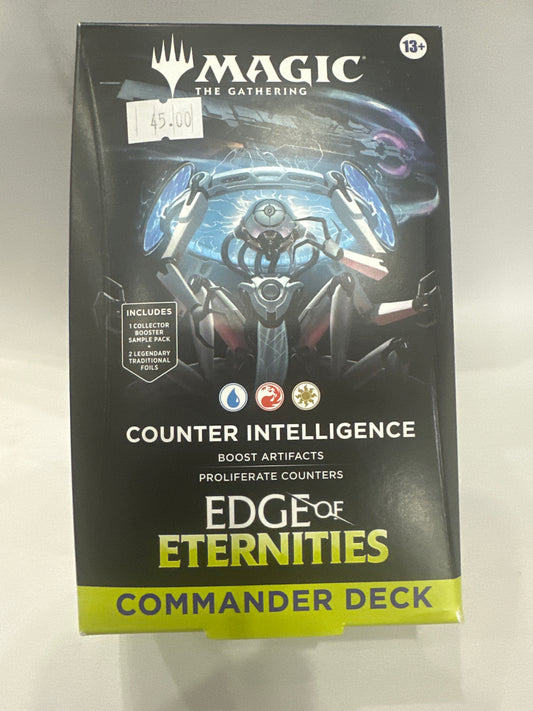 MAGIC
THE GATHERING
13+
45.00
INCLUDES
1 COLLECTOR
BOOSTER
SAMPLE PACK
+
2 LEGENDARY
TRADITIONAL
FOILS
COUNTER INTELLIGENCE
BOOST ARTIFACTS
PROLIFERATE COUNTERS
EDGE OF
ETERNITIES
COMMANDER DECK